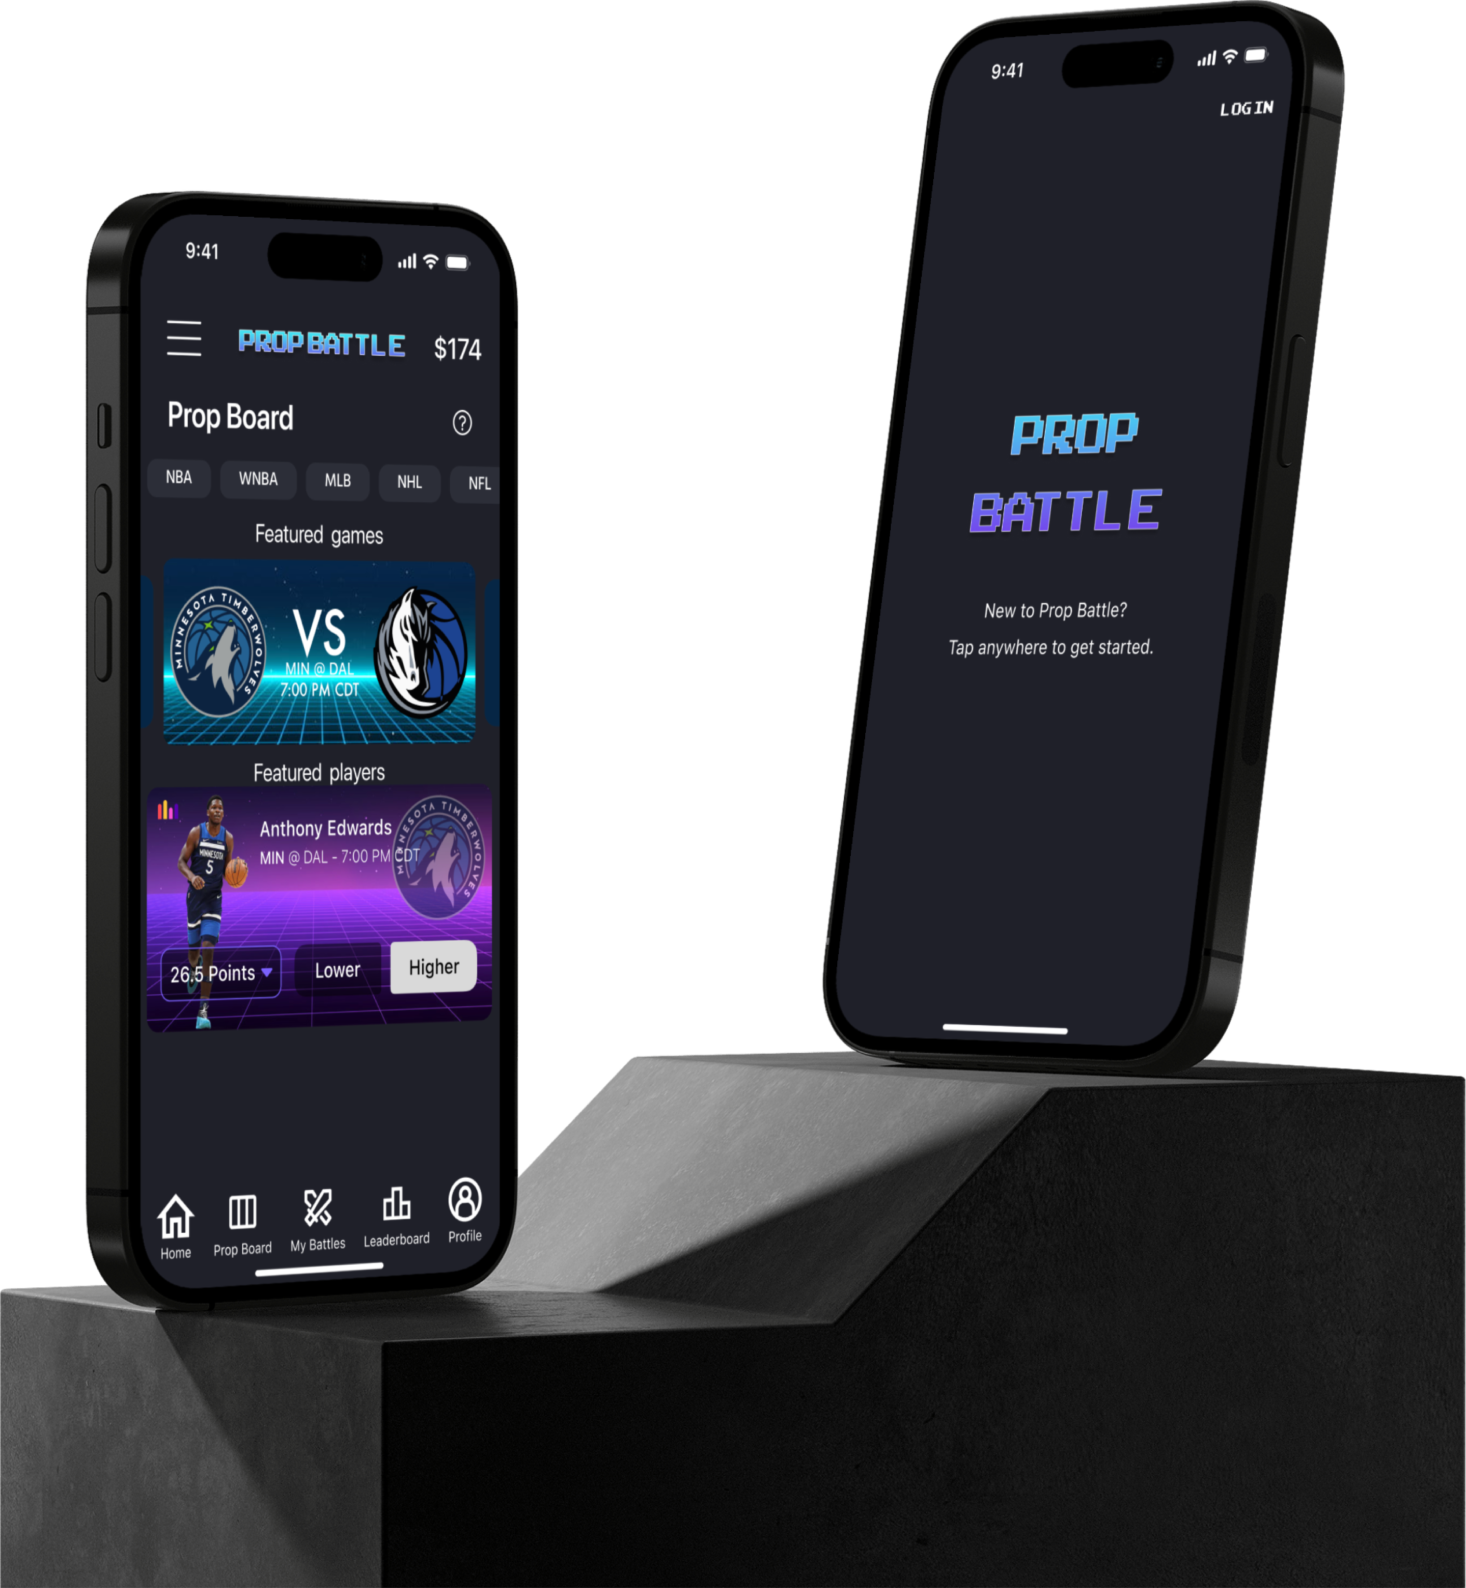 9:41
PROP BATTLE
$174
Prop Board
?
NBA
WNBA
MLB
NHL
NFL
Featured games
MINNESOTA TIMBERWOLVES
VS
MIN @ DAL
7:00 PM CDT
Featured players
Anthony Edwards
MIN @ DAL - 7:00 PM CDT
MINNESOTA TIMBERWOLVES
MINNESOTA
5
26.5 Points
Lower
Higher
Home
Prop Board
My Battles
Leaderboard
Profile
9:41
LOGIN
PROP
BATTLE
New to Prop Battle?
Tap anywhere to get started.